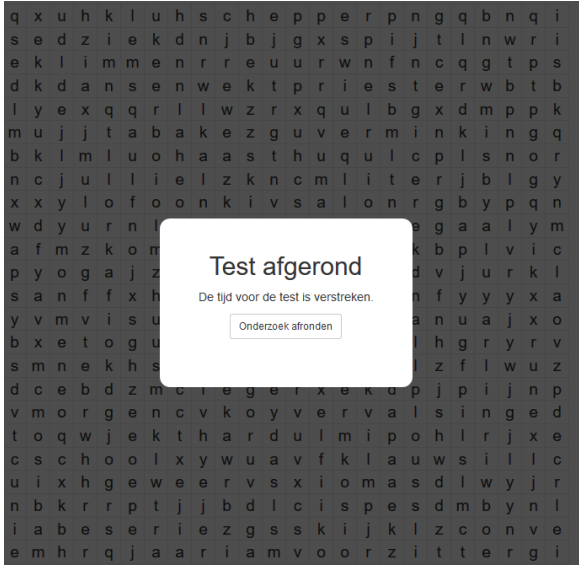 q x u h k l u h s c h e p p e r p n g q b n q i
s e d z i e k d n j b j g x s p i j t l n w r i
e k l i m m e n r r e u u r w n f n c q g t p s
d k d a n s e n w e k t p r i e s t e r w b t b
l y e x q q r l l w z r x q u l b g x d m p p k
m u j j t a b a k e z g u v e r m i n k i n g q
b k l m l u o h a a s t h u q u l c p l s n o r
n c j u l l i e l z k n c m l i t e r j b l g y
x x y l o f o o n k i v s a l o n r g b y p q n
w d y u r n l e g a a l y m
a f m z k o m k b p l v i c
p y o g a j z d v j u r k l
Test afgerond
s a n f f x h n f y y y x a
De tijd voor de test is verstreken.
y v m v i s u a n u a j x o
Onderzoek afronden
b x e t o g u l h g r y r v
s m n e k h s l z f l w u z
d c e b d z m e g e r x e k p j p i j n p
v m o r g e n c v k o y v e r v a l s i n g e d
t o q w j e k t h a r d u l m i p o h l r j x e
c s c h o o l x y w u a v f k l a u w s i l l c
u i x h g e w e e r v s x i o m a s d l w y j r
n b k r r p t j j b d l c i s p e s d m b y n l
i a b e s e r i e z g s s k i j k l z c o n v e
e m h r q j a a r i a m v o o r z i t t e r g i